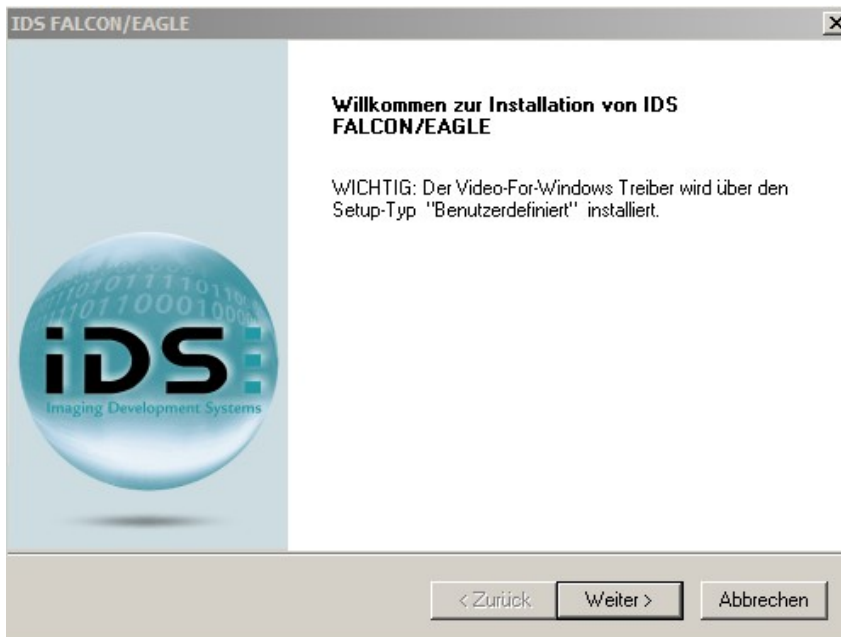 IDS FALCON/EAGLE
Willkommen zur Installation von IDS
FALCON/EAGLE
WICHTIG: Der Video-For-Windows Treiber wird über den
Setup-Typ "Benutzerdefiniert" installiert.
iDS
Imaging Development Systems
< Zurück
Weiter >
Abbrechen